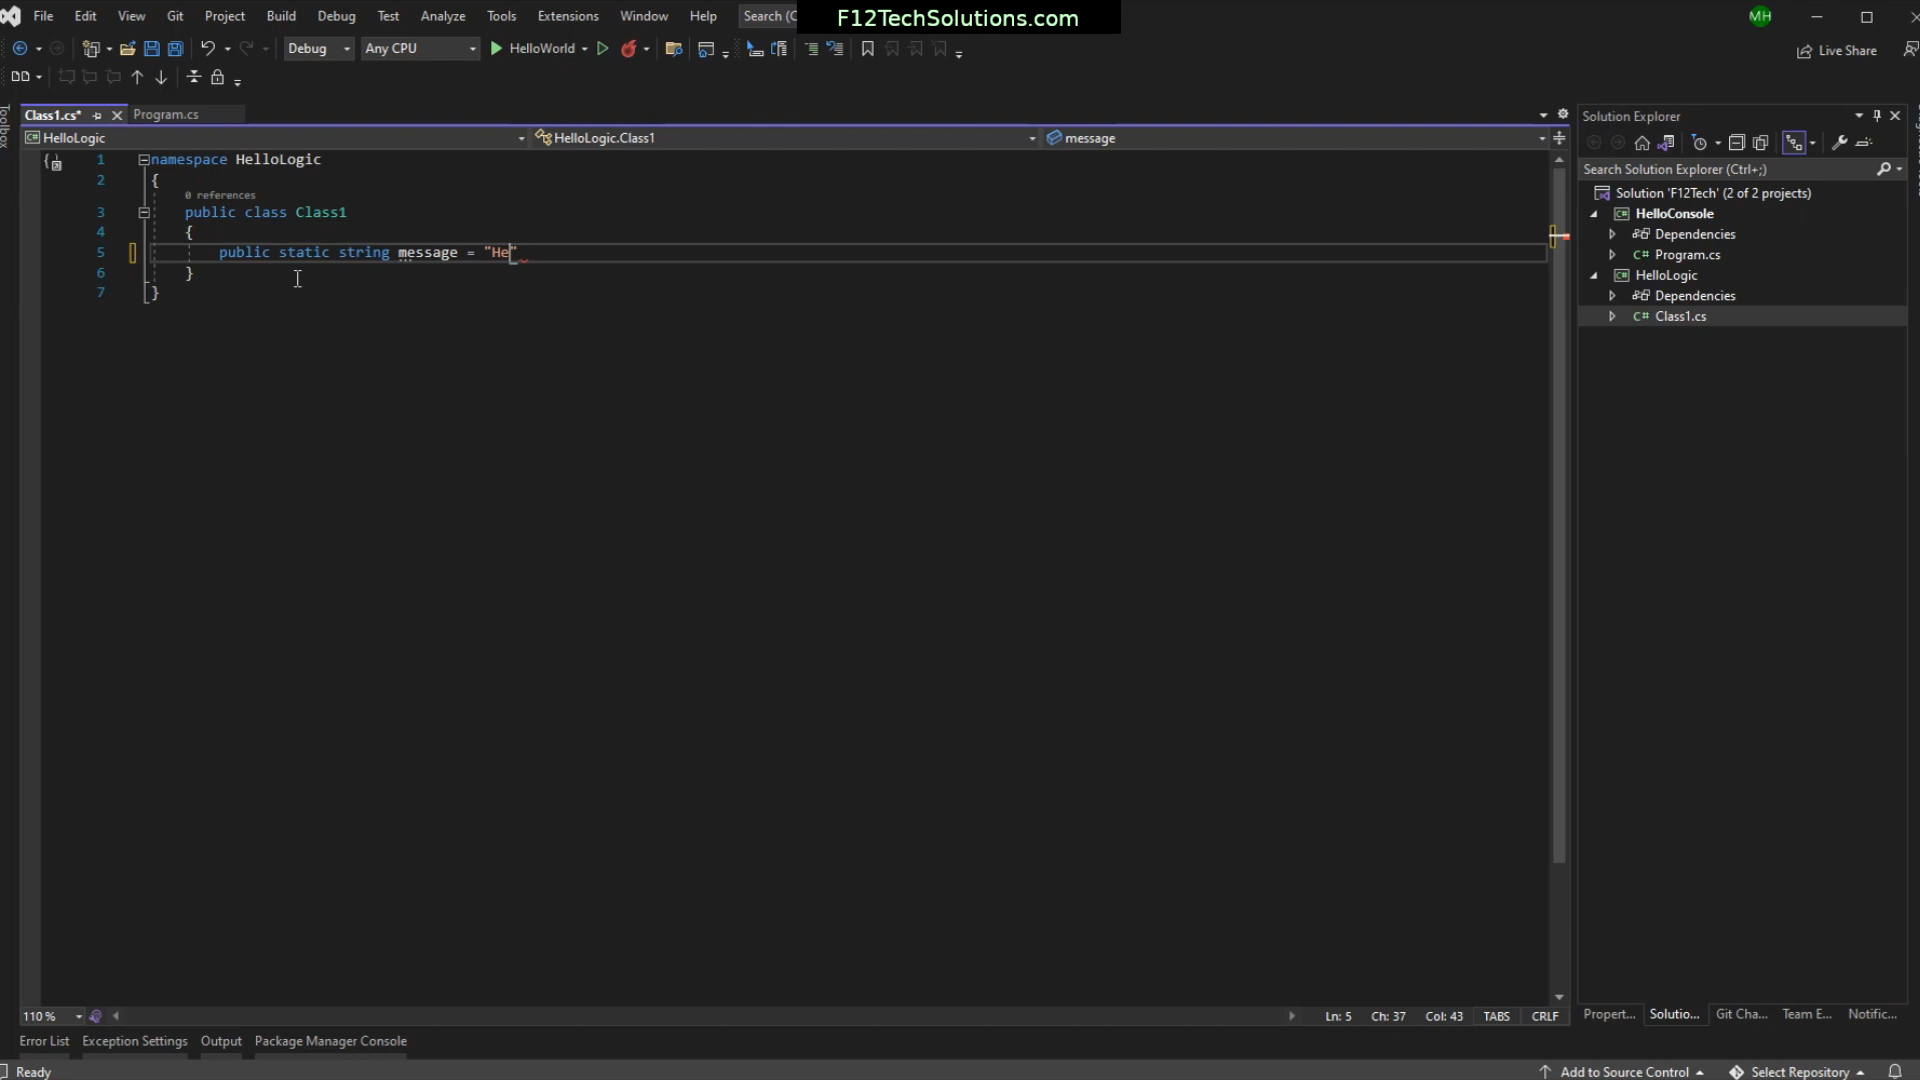 File Edit View Git Project Build Debug Test Analyze Tools Extensions Window Help Search (C
F12TechSolutions.com
MH
Debug Any CPU HelloWorld Live Share
Toolbox
Class1.cs* Program.cs
HelloLogic HelloLogic.Class1 message
1 namespace HelloLogic
2 {
0 references
3 public class Class1
4 {
5 public static string message = "He"
6 }
7 }
Solution Explorer
Search Solution Explorer (Ctrl+;)
Solution 'F12Tech' (2 of 2 projects)
C# HelloConsole
Dependencies
C# Program.cs
C# HelloLogic
Dependencies
C# Class1.cs
110 % Ln: 5 Ch: 37 Col: 43 TABS CRLF
Propert... Solutio... Git Cha... Team E... Notific...
Error List Exception Settings Output Package Manager Console
Ready Add to Source Control Select Repository